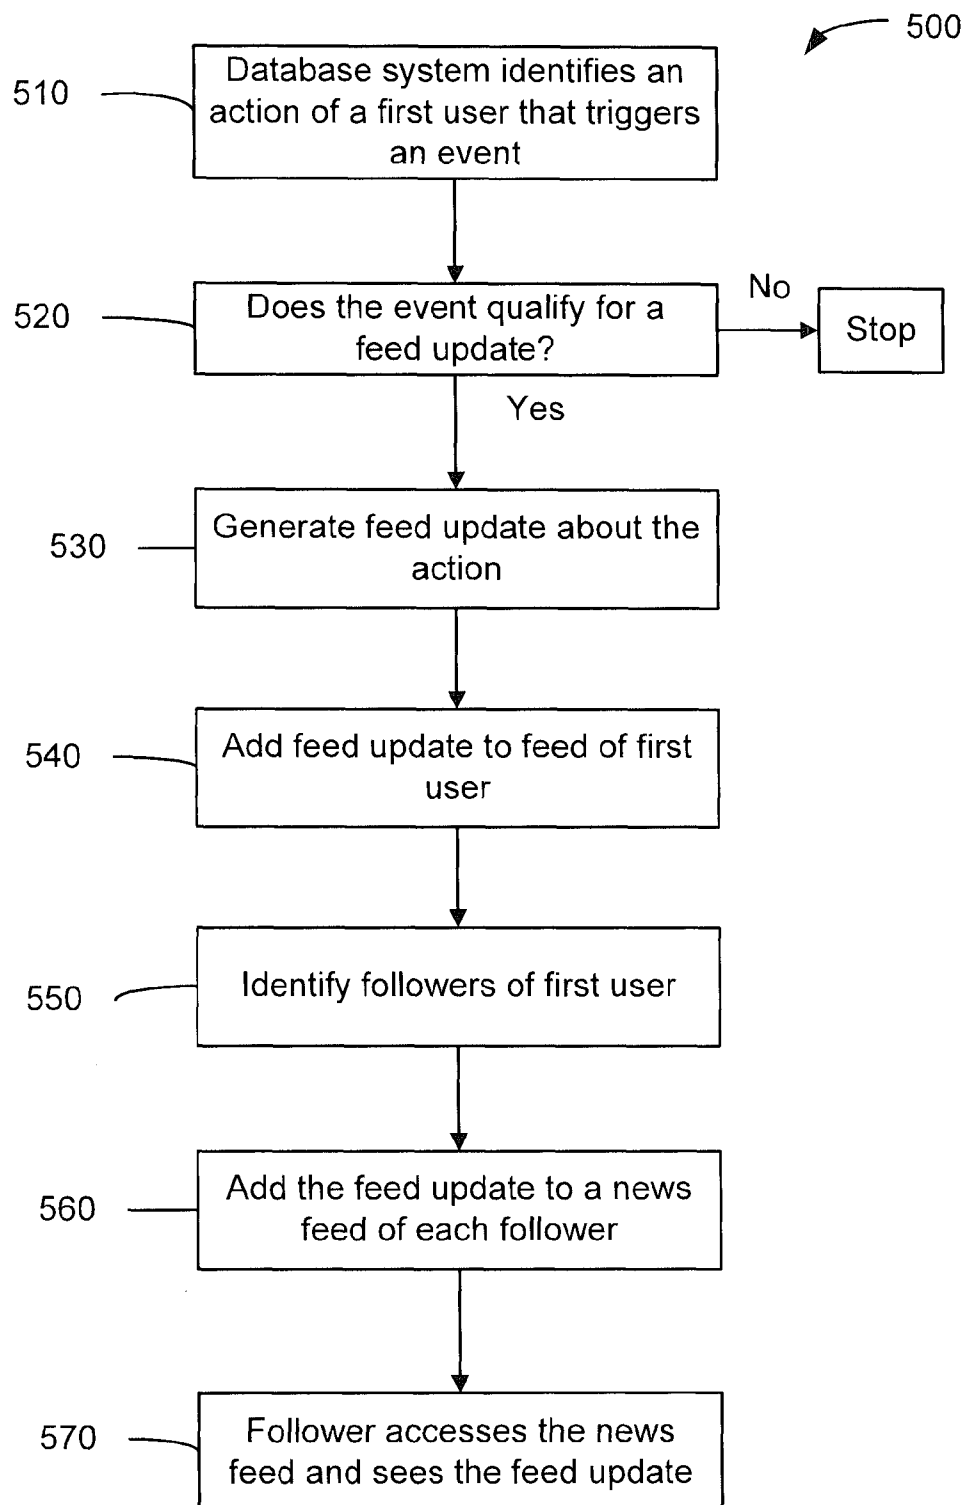 500
510
Database system identifies an
action of a first user that triggers
an event
520
Does the event qualify for a
feed update?
No
Stop
Yes
530
Generate feed update about the
action
540
Add feed update to feed of first
user
550
Identify followers of first user
560
Add the feed update to a news
feed of each follower
570
Follower accesses the news
feed and sees the feed update